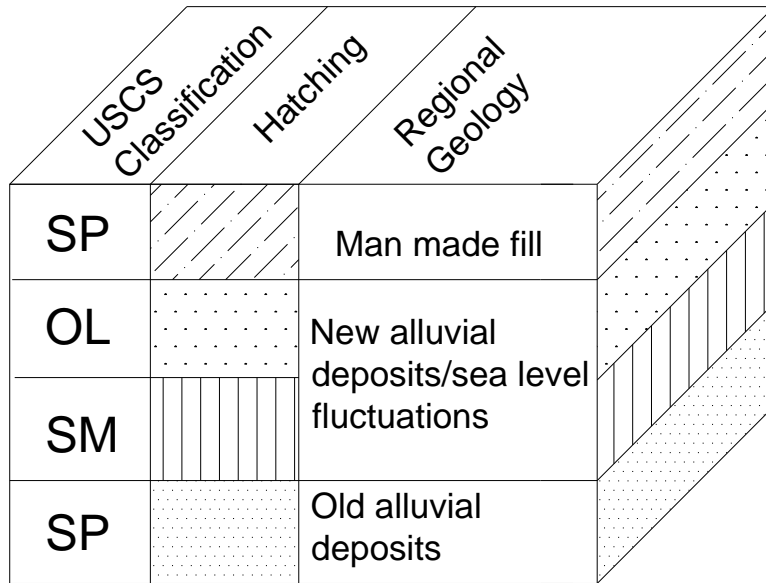 USCS
Classification
Hatching
Regional
Geology
SP
Man made fill
OL
New alluvial
deposits/sea level
fluctuations
SM
SP
Old alluvial
deposits